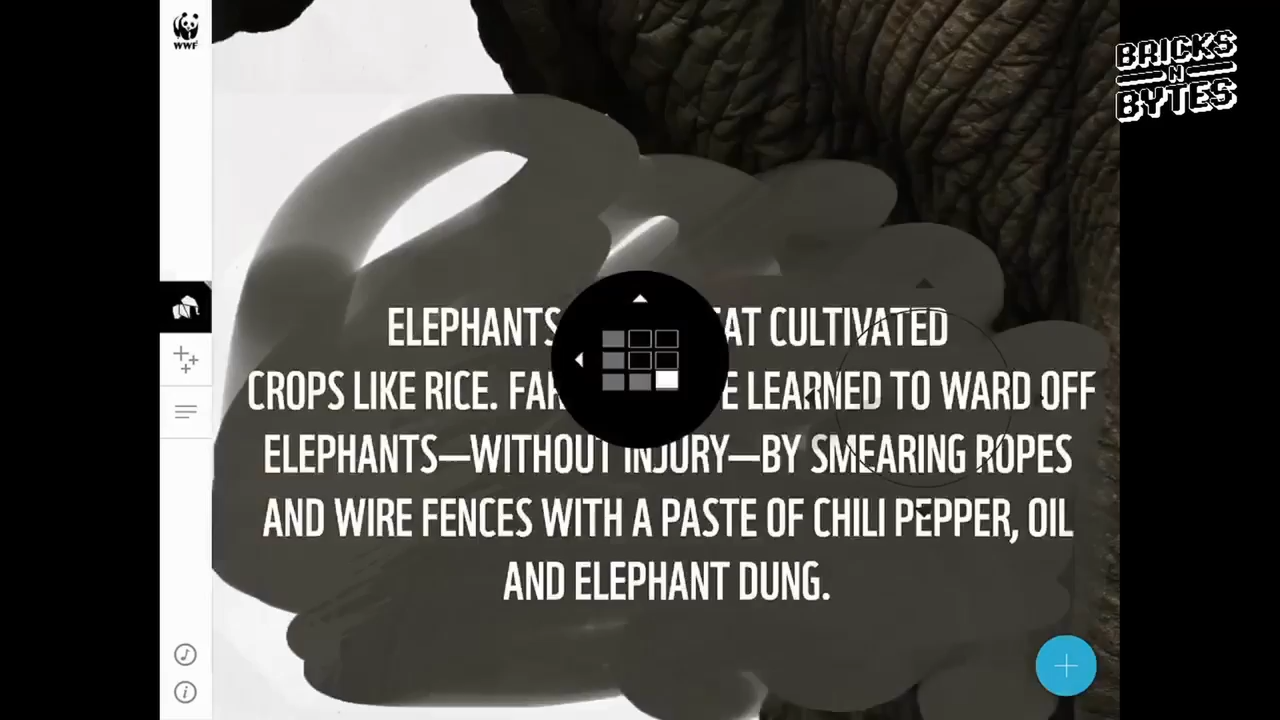 WWF
BRICKS
N
BYTES
ELEPHANTS EAT CULTIVATED
CROPS LIKE RICE. LEARNED TO WARD OFF
ELEPHANTS—WITHOUT INJURY—BY SMEARING ROPES
AND WIRE FENCES WITH A PASTE OF CHILI PEPPER, OIL
AND ELEPHANT DUNG.